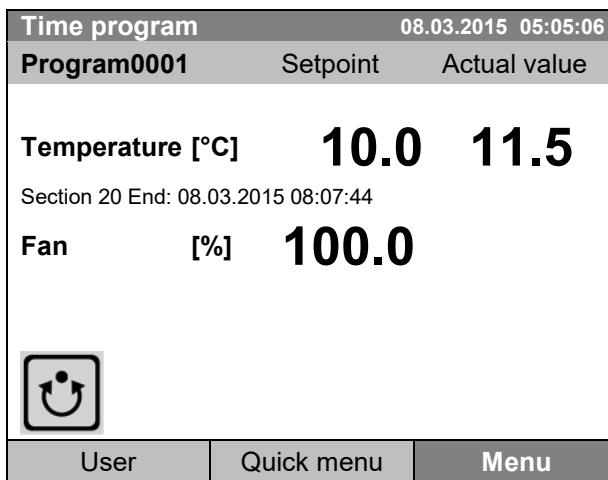 Time program 08.03.2015 05:05:06
Program0001 Setpoint Actual value
Temperature [°C] 10.0 11.5
Section 20 End: 08.03.2015 08:07:44
Fan [%] 100.0
User Quick menu Menu